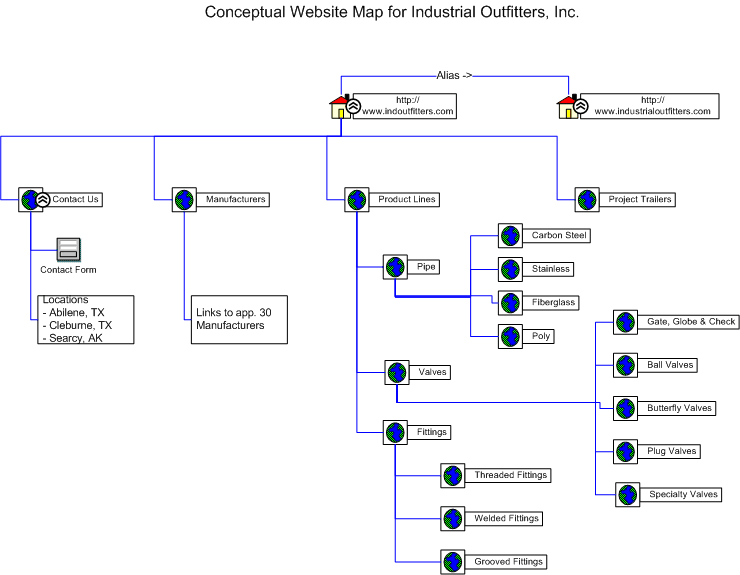 Conceptual Website Map for Industrial Outfitters, Inc.
Alias ->
http://
www.indoutfitters.com
http://
www.industrialoutfitters.com
Contact Us
Manufacturers
Product Lines
Project Trailers
Contact Form
Locations
- Abilene, TX
- Cleburne, TX
- Searcy, AK
Links to app. 30
Manufacturers
Pipe
Carbon Steel
Stainless
Fiberglass
Poly
Valves
Gate, Globe & Check
Ball Valves
Butterfly Valves
Plug Valves
Specialty Valves
Fittings
Threaded Fittings
Welded Fittings
Grooved Fittings